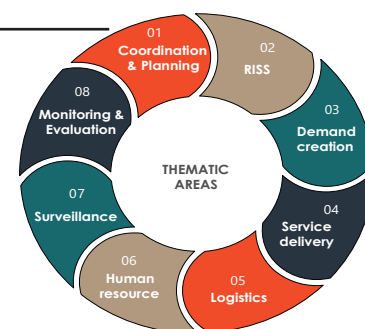 01
Coordination
& Planning
02
RISS
03
Demand
creation
04
Service
delivery
05
Logistics
06
Human
resource
07
Surveillance
08
Monitoring &
Evaluation
THEMATIC
AREAS